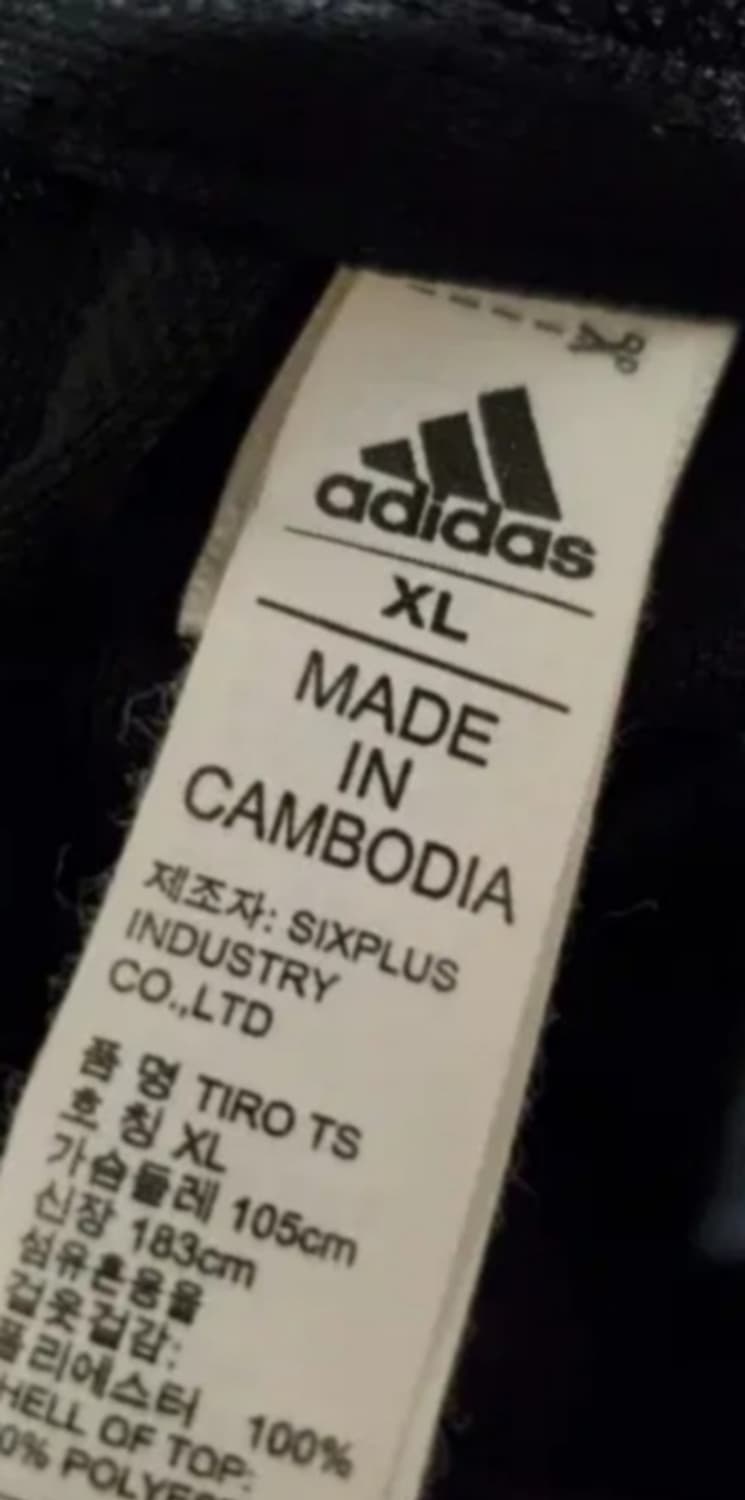 adidas
XL
MADE
IN
CAMBODIA
제조자: SIXPLUS
INDUSTRY
CO.,LTD
품 명 TIRO TS
호 칭 XL
가슴둘레 105cm
신장 183cm
섬유혼용율
겉옷겉감:
폴리에스터 100%
HELL OF TOP:
0% POLYES